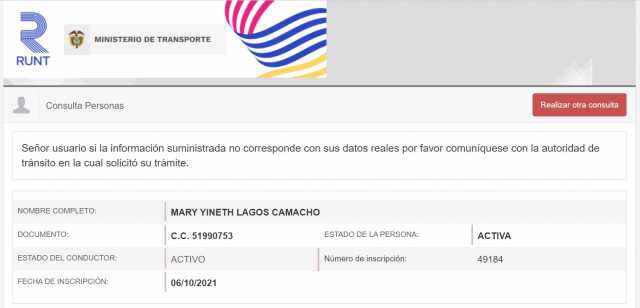 RUNT
MINISTERIO DE TRANSPORTE
Consulta Personas
Realizar otra consulta
Señor usuario si la información suministrada no corresponde con sus datos reales por favor comuníquese con la autoridad de
tránsito en la cual solicitó su trámite.
NOMBRE COMPLETO: MARY YINETH LAGOS CAMACHO
DOCUMENTO: C.C. 51990753 ESTADO DE LA PERSONA: ACTIVA
ESTADO DEL CONDUCTOR: ACTIVO Número de inscripción: 49184
FECHA DE INSCRIPCIÓN: 06/10/2021